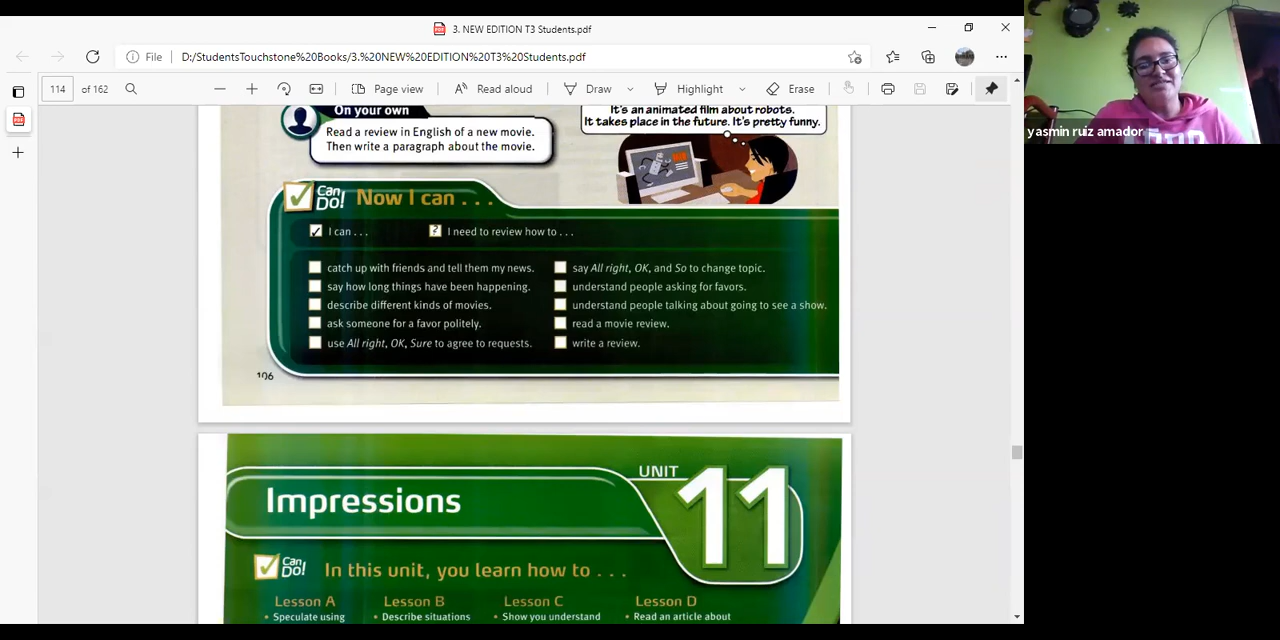 3. NEW EDITION T3 Students.pdf
File D:/StudentsTouchstone%20Books/3.%20NEW%20EDITION%20T3%20Students.pdf
114 of 162 Page view Read aloud Draw Highlight Erase
yasmin ruiz amador
On your own
Read a review in English of a new movie.
Then write a paragraph about the movie.
It's an animated film about robots.
It takes place in the future. It's pretty funny.
Can Do! Now I can . . .
✓ I can . . . ? I need to review how to . . .
catch up with friends and tell them my news.
say how long things have been happening.
describe different kinds of movies.
ask someone for a favor politely.
use All right, OK, Sure to agree to requests.
say All right, OK, and So to change topic.
understand people asking for favors.
understand people talking about going to see a show.
read a movie review.
write a review.
106
UNIT 11
Impressions
Can Do! In this unit, you learn how to . . .
Lesson A
• Speculate using
Lesson B
• Describe situations
Lesson C
• Show you understand
Lesson D
• Read an article about